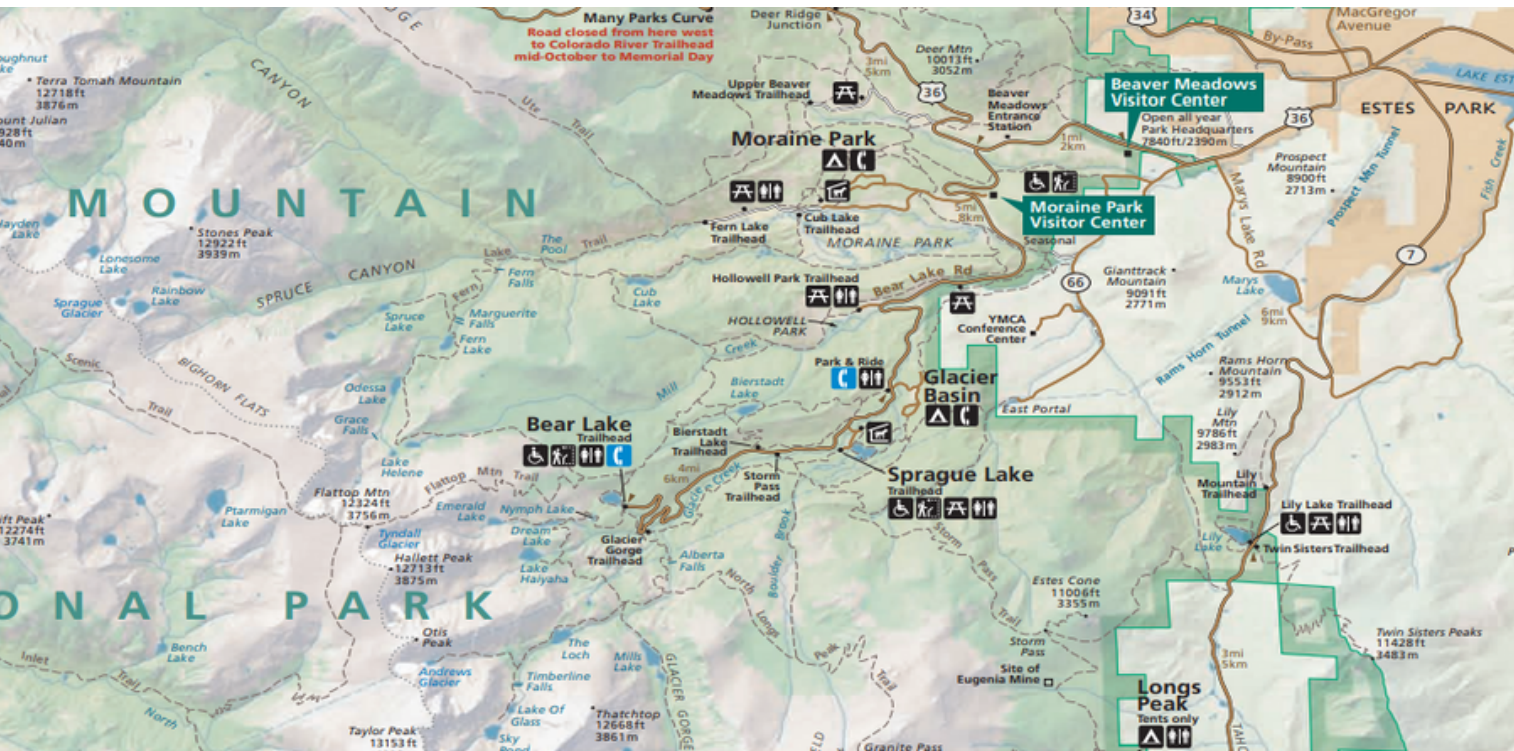 Many Parks Curve
Road closed from here west
to Colorado River Trailhead
mid-October to Memorial Day
Deer Ridge
Junction
34
MacGregor
Avenue
By-Pass
LAKE EST
Deer Mtn
10013ft
3052m
3mi
5km
36
Upper Beaver
Meadows Trailhead
Beaver
Meadows
Entrance
Station
Beaver Meadows
Visitor Center
Open all year
Park Headquarters
7840ft/2390m
1mi
2km
36
ESTES PARK
Terra Tomah Mountain
12718ft
3876m
CANYON
Ute
Trail
Moraine Park
Prospect
Mountain
8900ft
2713m
Prospect Mtn Tunnel
Fish Creek
MOUNTAIN
Moraine Park
Visitor Center
Seasonal
5mi
8km
Marys Lake Rd
Stones Peak
12922ft
3939m
Lonesome
Lake
Rainbow
Lake
Sprague
Glacier
SPRUCE CANYON
The
Pool
Lake
Trail
Fern Lake
Trailhead
Cub Lake
Trailhead
MORAINE PARK
7
Fern
Falls
Fern
Hollowell Park Trailhead
Bear Lake Rd
66
Gianttrack
Mountain
9091ft
2771m
Marys
Lake
6mi
9km
Cub
Lake
Spruce
Lake
Marguerite
Falls
Fern
Lake
HOLLOWELL
PARK
YMCA
Conference
Center
Rams Horn Tunnel
Scenic
Trail
BIGHORN FLATS
Creek
Mill
Park & Ride
Rams Horn
Mountain
9553ft
2912m
Odessa
Lake
Bierstadt
Lake
Glacier
Basin
East Portal
Grace
Falls
Lily
Mtn
9786ft
2983m
Bear Lake
Trailhead
Bierstadt
Lake
Trailhead
Lake
Helene
Flattop Mtn Trail
4mi
6km
Glacier Creek
Storm
Pass
Trailhead
Sprague Lake
Trailhead
Lily
Mountain
Trailhead
Flattop Mtn
12324ft
3756m
Emerald
Lake
Nymph Lake
Ptarmigan
Lake
Lily Lake Trailhead
12274ft
3741m
Tyndall
Glacier
Dream
Lake
Glacier
Gorge
Trailhead
Boulder Brook
Storm
Pass
Trail
Lily
Lake
Twin Sisters Trailhead
Hallett Peak
12713ft
3875m
Lake
Haiyaha
Alberta
Falls
North
Longs
Peak
Trail
Estes Cone
11006ft
3355m
ONAL PARK
Otis
Peak
The
Loch
Storm
Pass
Twin Sisters Peaks
11428ft
3483m
Bench
Lake
Inlet
Trail
Andrews
Glacier
Mills
Lake
Site of
Eugenia Mine
3mi
5km
Timberline
Falls
GLACIER GORGE
Longs
Peak
Tents only
North
Lake Of
Glass
Thatchtop
12668ft
3861m
Taylor Peak
13153ft
Sky
Granite Pass